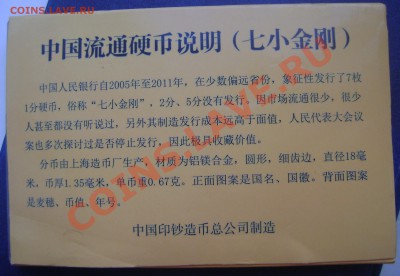 COINS.LAVE.RU
中国流通硬币说明（七小金刚）
中国人民银行自2005年至2011年，在少数偏远省份，象征性发行了7枚
1分硬币，俗称“七小金刚”，2分、5分没有发行。因市场流通很少，很少
人甚至都没有听说过，另外其制造发行成本远高于面值，人民代表大会议
案也多次探讨过是否停止发行，因此极具收藏价值。
分币由上海造币厂生产，材质为铝镁合金，圆形，细齿边，直径18毫
米，币厚1.35毫米，单币重0.67克。正面图案是国名、国徽。背面图案
是麦穗、币值、年号。
中国印钞造币总公司制造